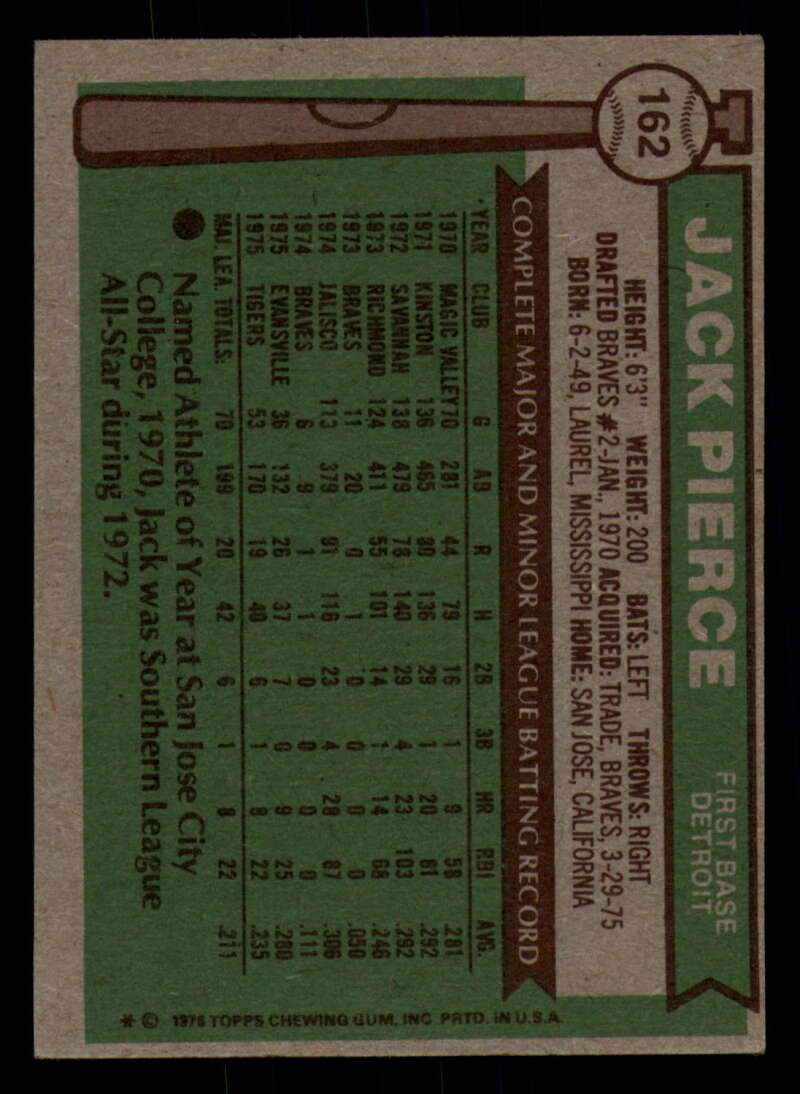 162
JACK PIERCE
FIRST BASE
DETROIT
HEIGHT: 6'3" WEIGHT: 200 BATS: LEFT THROWS: RIGHT
DRAFTED BRAVES #2-JAN., 1970 ACQUIRED: TRADE, BRAVES, 3-29-75
BORN: 6-2-49, LAUREL, MISSISSIPPI HOME: SAN JOSE, CALIFORNIA
COMPLETE MAJOR AND MINOR LEAGUE BATTING RECORD
YEAR CLUB G AB R H 2B 3B HR RBI AVG.
1970 MAGIC VALLEY 70 281 44 79 16 1 9 58 .281
1971 KINSTON 136 465 80 136 29 1 20 81 .292
1972 SAVANNAH 138 479 78 140 29 4 23 103 .292
1973 RICHMOND 124 411 55 101 14 1 14 68 .246
1973 BRAVES 11 20 0 1 0 0 0 0 .050
1974 JALISCO 113 379 81 116 23 4 28 87 .306
1974 BRAVES 6 9 1 1 0 0 0 0 .111
1975 EVANSVILLE 36 132 26 37 7 0 9 25 .280
1975 TIGERS 53 170 19 40 6 1 8 22 .235
MAJ. LEA. TOTALS: 70 199 20 42 6 1 8 22 .211
● Named Athlete of Year at San Jose City
College, 1970, Jack was Southern League
All-Star during 1972.
* © 1976 TOPPS CHEWING GUM, INC. PRTD. IN U.S.A.